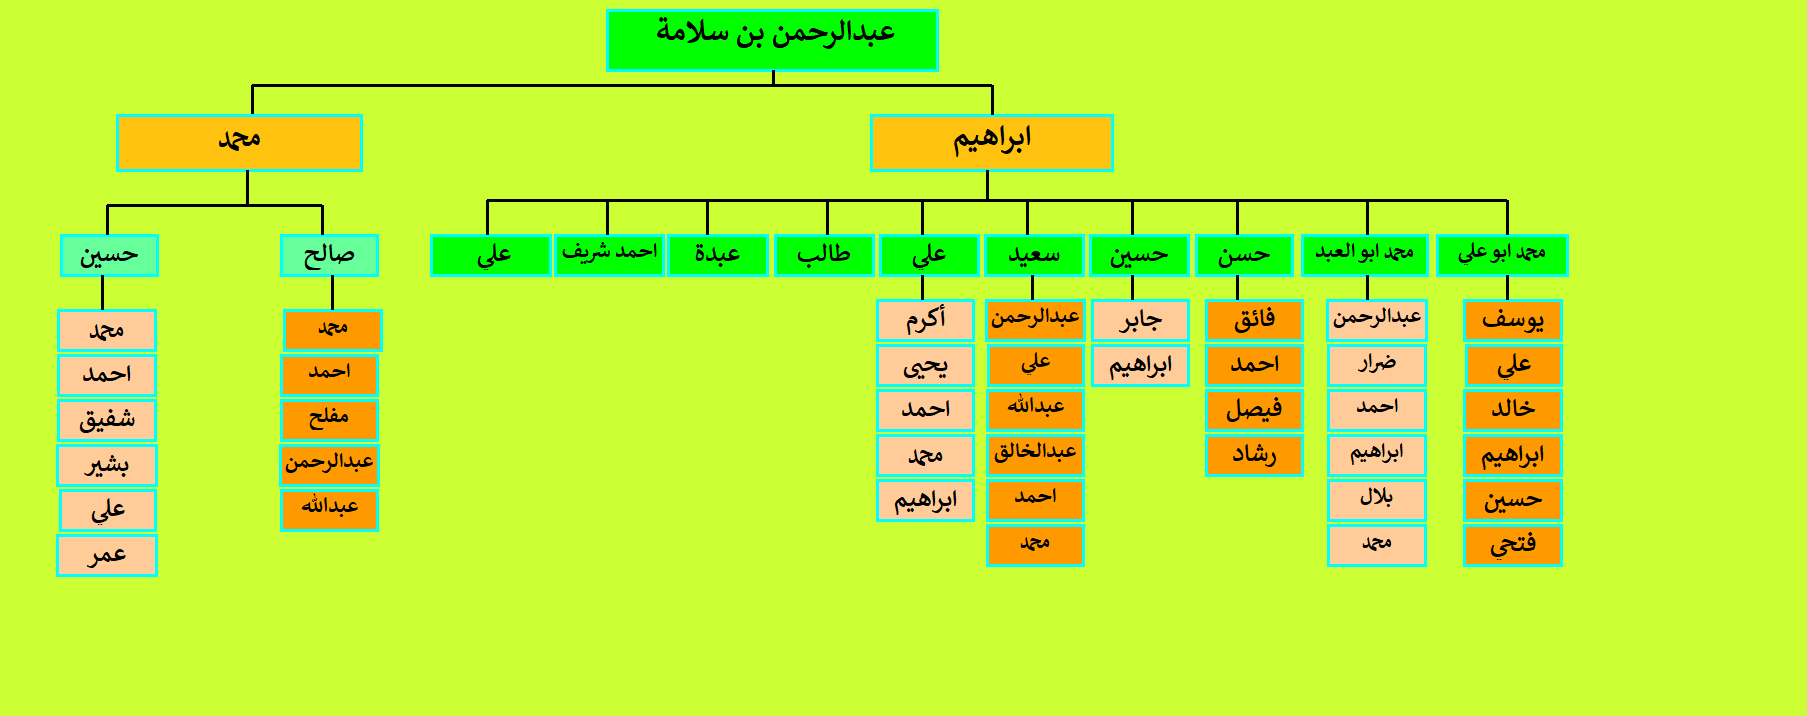 عبدالرحمن بن سلامة
ابراهيم
محمد
محمد ابو علي
محمد ابو العبد
حسن
حسين
سعيد
علي
طالب
عبدة
احمد شريف
علي
صالح
حسين
يوسف
علي
خالد
ابراهيم
حسين
فتحي
عبدالرحمن
ضرار
احمد
ابراهيم
بلال
محمد
فائق
احمد
فيصل
رشاد
جابر
ابراهيم
عبدالرحمن
علي
عبدالله
عبدالخالق
احمد
محمد
أكرم
يحيى
احمد
محمد
ابراهيم
محمد
احمد
مفلح
عبدالرحمن
عبدالله
محمد
احمد
شفيق
بشير
علي
عمر